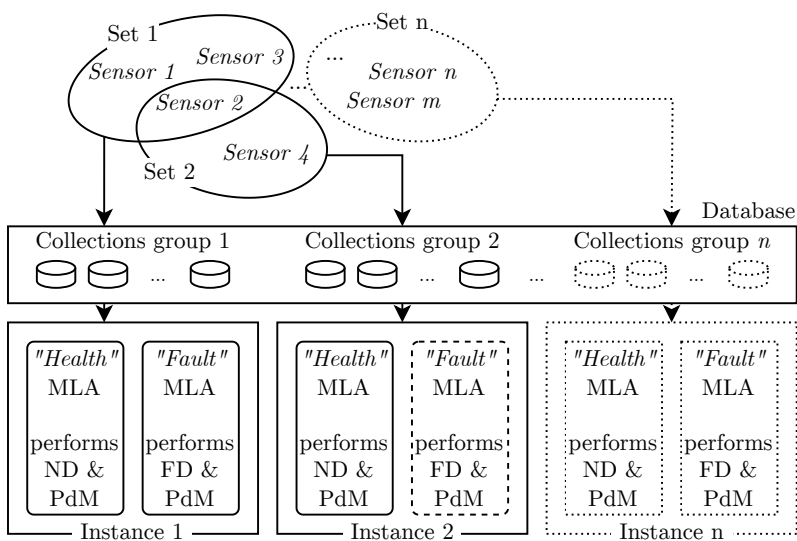 Set 1
Sensor 3
Sensor 1
Sensor 2
Set n
...
Sensor n
...
Sensor m
Sensor 4
Set 2
Database
Collections group 1
Collections group 2
Collections group n
...
...
...
...
"Health"
MLA
performs
ND &
PdM
"Fault"
MLA
performs
FD &
PdM
Instance 1
"Health"
MLA
performs
ND &
PdM
"Fault"
MLA
performs
FD &
PdM
Instance 2
"Health"
MLA
performs
ND &
PdM
"Fault"
MLA
performs
FD &
PdM
Instance n